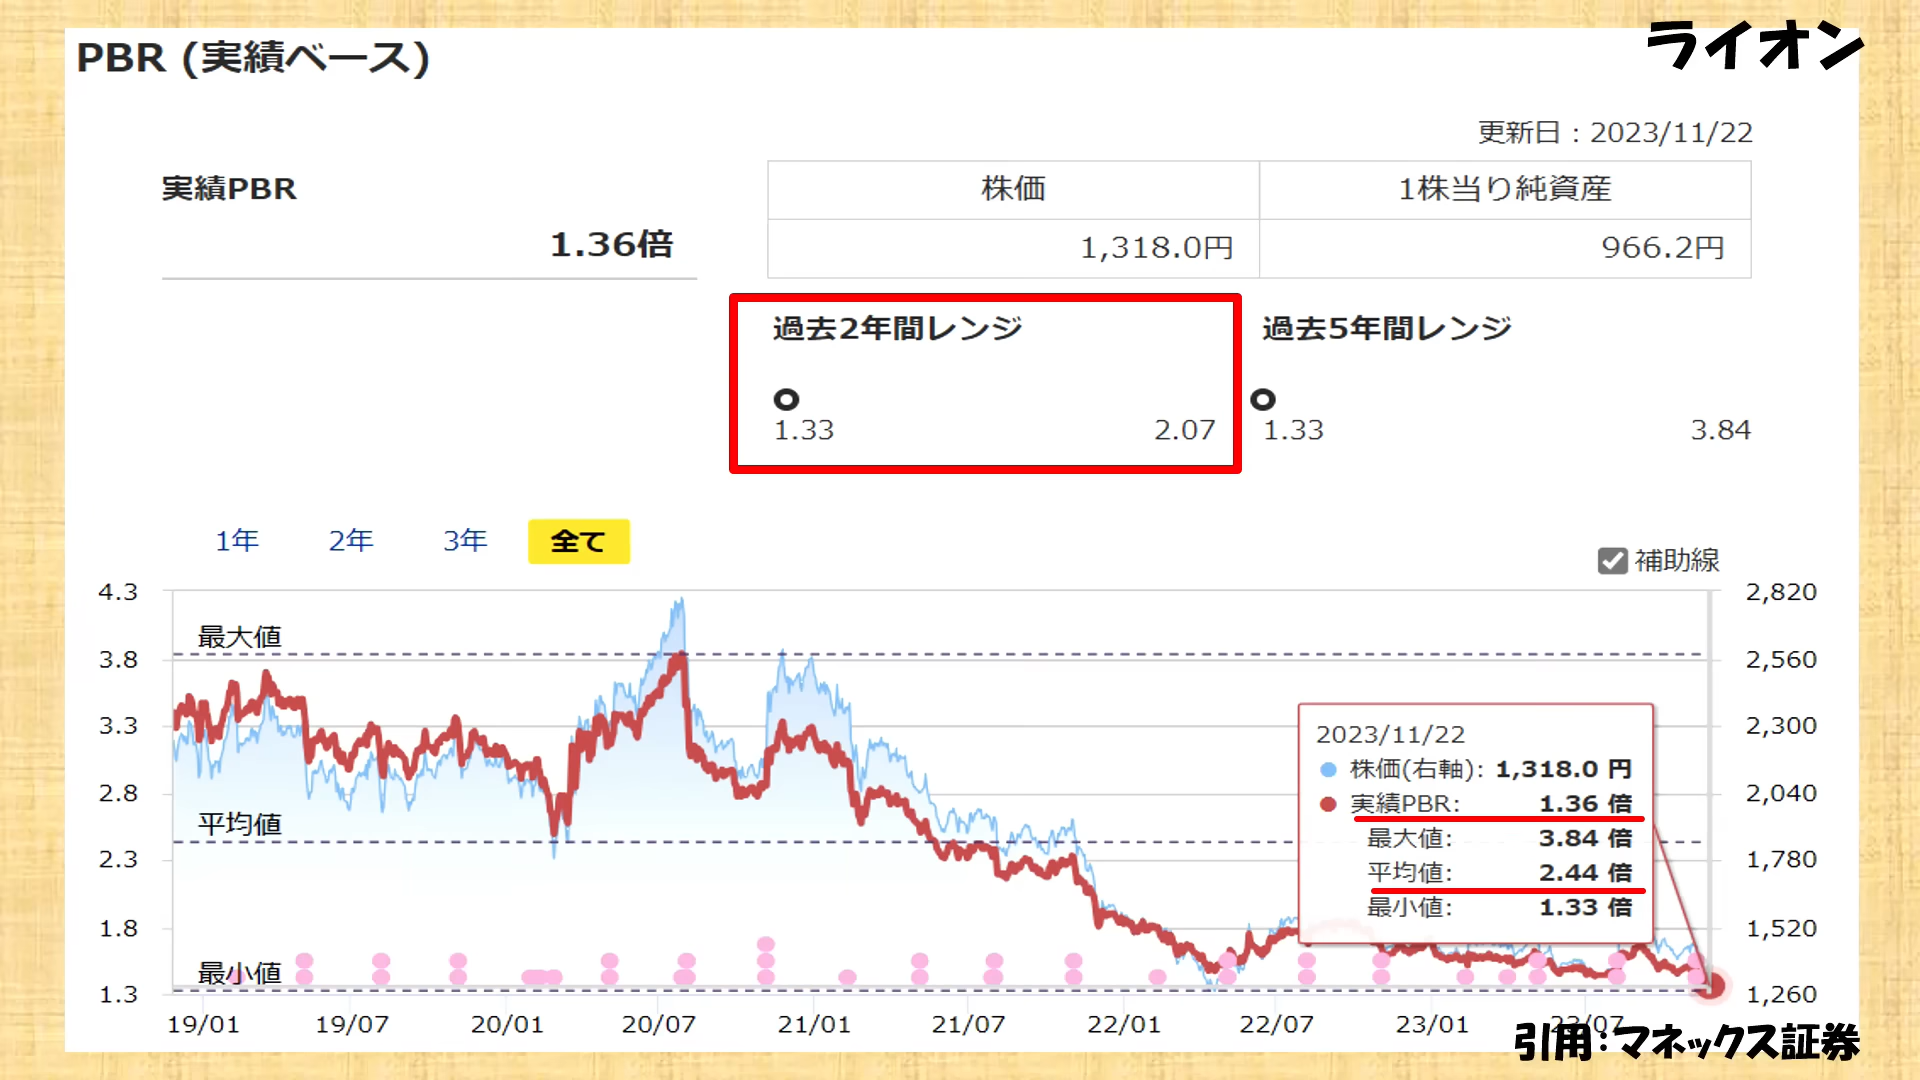 ライオン
PBR (実績ベース)
更新日：2023/11/22
実績PBR
1.36倍
株価 1株当り純資産
1,318.0円 966.2円
過去2年間レンジ
1.33 2.07
過去5年間レンジ
1.33 3.84
1年 2年 3年 全て
補助線
4.3 2,820
最大値
3.8 2,560
3.3 2,300
2.8 2,040
平均値
2.3 1,780
1.8 1,520
最小値
1.3 1,260
2023/11/22
株価(右軸): 1,318.0 円
実績PBR: 1.36 倍
最大値: 3.84 倍
平均値: 2.44 倍
最小値: 1.33 倍
19/01 19/07 20/01 20/07 21/01 21/07 22/01 22/07 23/01 23/07
引用：マネックス証券